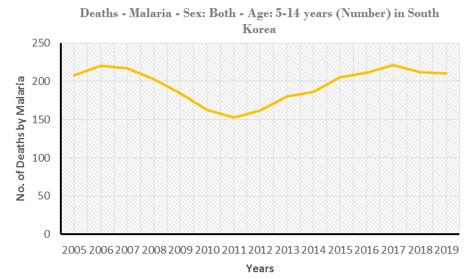 Deaths - Malaria - Sex: Both - Age: 5-14 years (Number) in South
Korea
250
200
150
100
50
0
No. of Deaths by Malaria
2005 2006 2007 2008 2009 2010 2011 2012 2013 2014 2015 2016 2017 2018 2019
Years